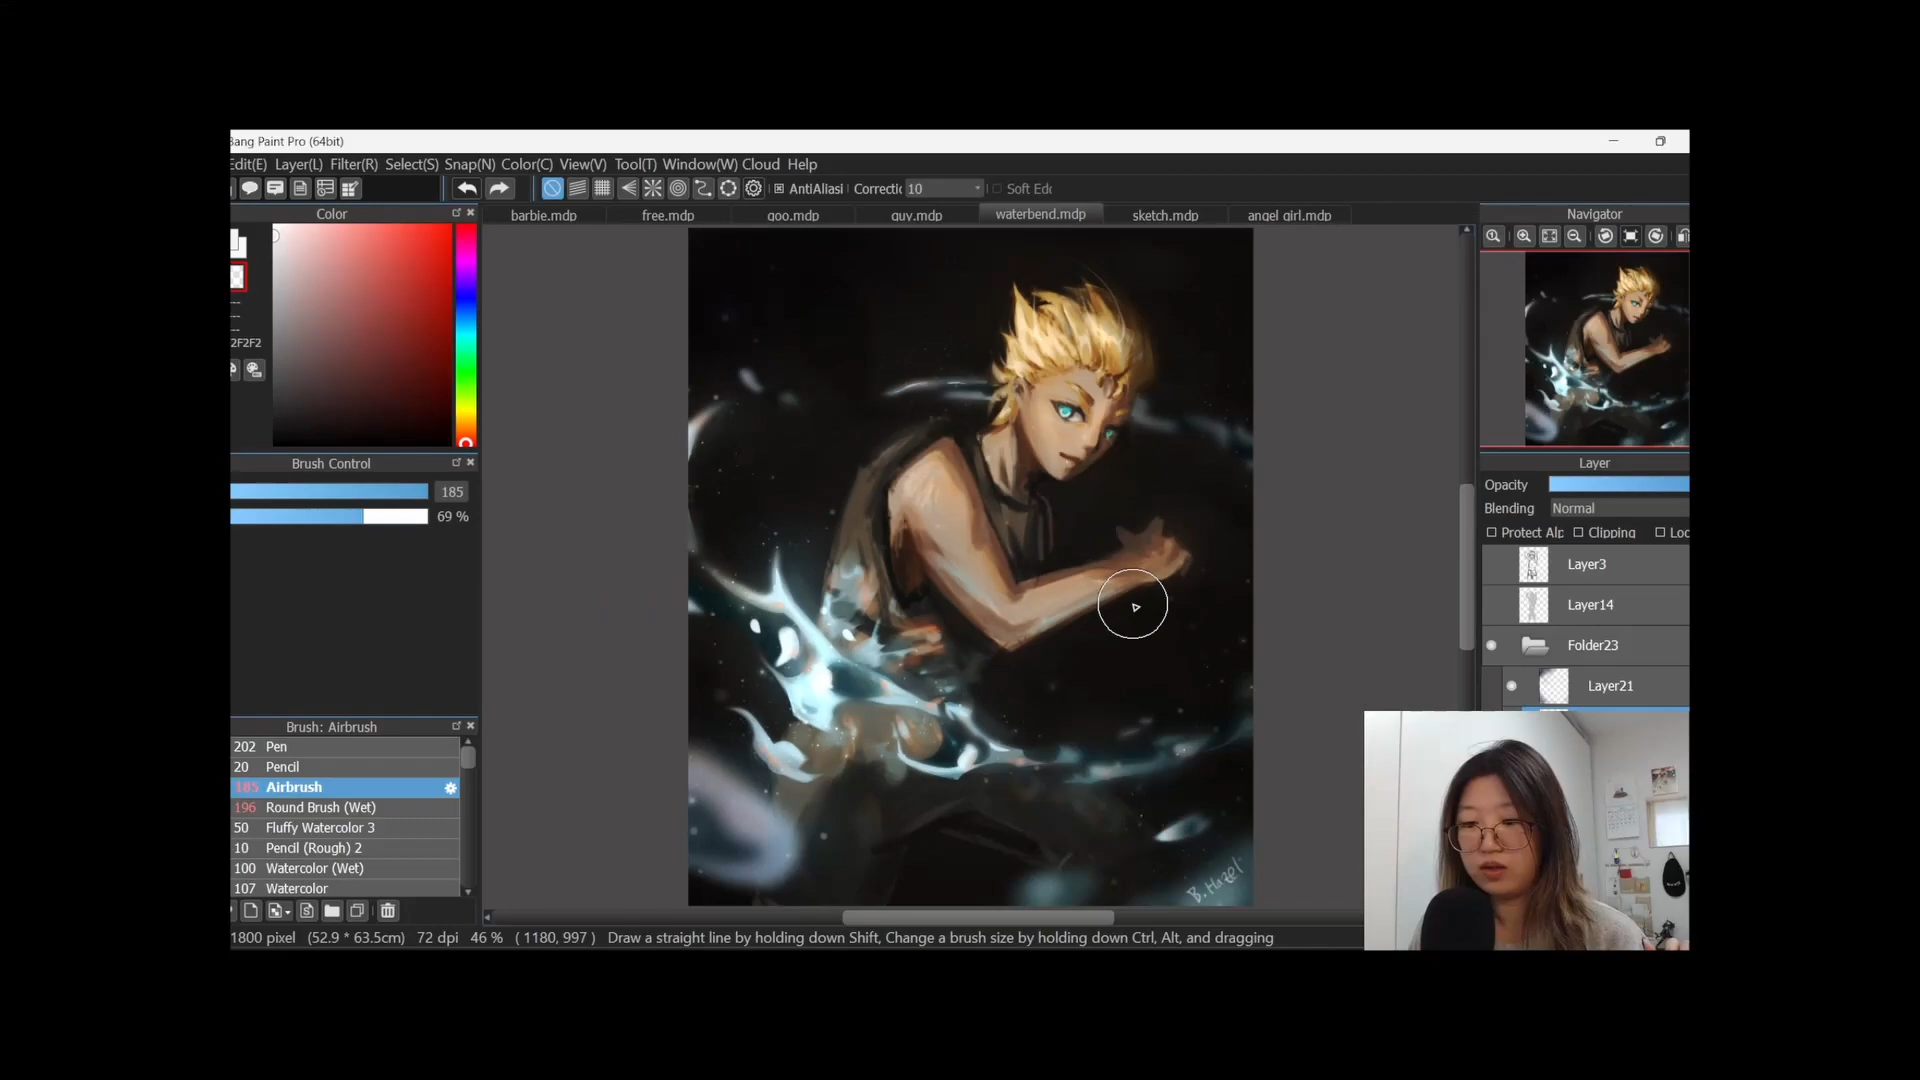 Bang Paint Pro (64bit)
Edit(E) Layer(L) Filter(R) Select(S) Snap(N) Color(C) View(V) Tool(T) Window(W) Cloud Help
AntiAliasi Correctic 10 Soft Edc
Color
barbie.mdp free.mdp goo.mdp guy.mdp waterbend.mdp sketch.mdp angel girl.mdp
Navigator
2F2F2
Brush Control
185
69 %
Layer
Opacity
Blending Normal
Protect Alp Clipping Loc
Layer3
Layer14
Folder23
Layer21
Brush: Airbrush
202 Pen
20 Pencil
185 Airbrush
196 Round Brush (Wet)
50 Fluffy Watercolor 3
10 Pencil (Rough) 2
100 Watercolor (Wet)
107 Watercolor
B.Hazel
1800 pixel (52.9 * 63.5cm) 72 dpi 46 % ( 1180, 997 ) Draw a straight line by holding down Shift, Change a brush size by holding down Ctrl, Alt, and dragging